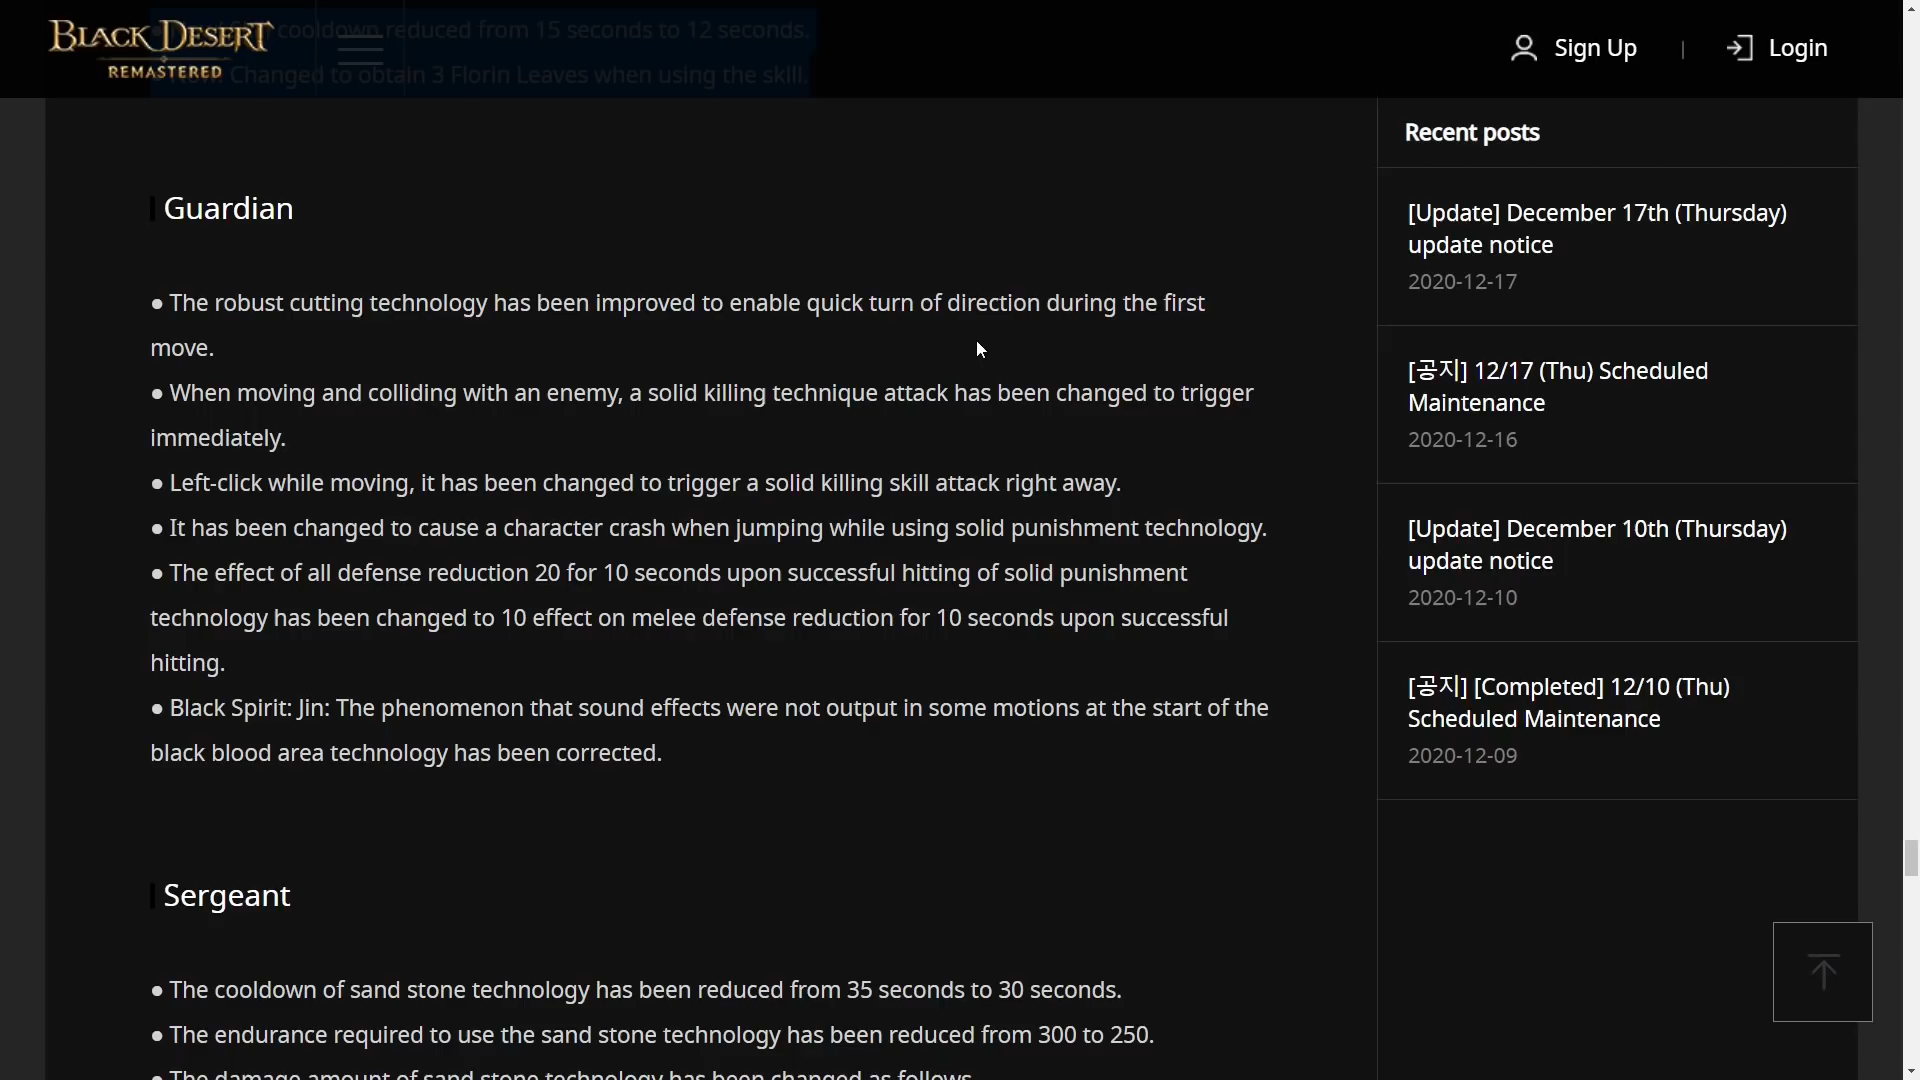 BLACK DESERT
REMASTERED
cooldown reduced from 15 seconds to 12 seconds.
Changed to obtain 3 Florin Leaves when using the skill.
Sign Up
|
Login
Guardian
● The robust cutting technology has been improved to enable quick turn of direction during the first
move.
● When moving and colliding with an enemy, a solid killing technique attack has been changed to trigger
immediately.
● Left-click while moving, it has been changed to trigger a solid killing skill attack right away.
● It has been changed to cause a character crash when jumping while using solid punishment technology.
● The effect of all defense reduction 20 for 10 seconds upon successful hitting of solid punishment
technology has been changed to 10 effect on melee defense reduction for 10 seconds upon successful
hitting.
● Black Spirit: Jin: The phenomenon that sound effects were not output in some motions at the start of the
black blood area technology has been corrected.
Sergeant
● The cooldown of sand stone technology has been reduced from 35 seconds to 30 seconds.
● The endurance required to use the sand stone technology has been reduced from 300 to 250.
● The damage amount of sand stone technology has been changed as follows
Recent posts
[Update] December 17th (Thursday)
update notice
2020-12-17
[공지] 12/17 (Thu) Scheduled
Maintenance
2020-12-16
[Update] December 10th (Thursday)
update notice
2020-12-10
[공지] [Completed] 12/10 (Thu)
Scheduled Maintenance
2020-12-09